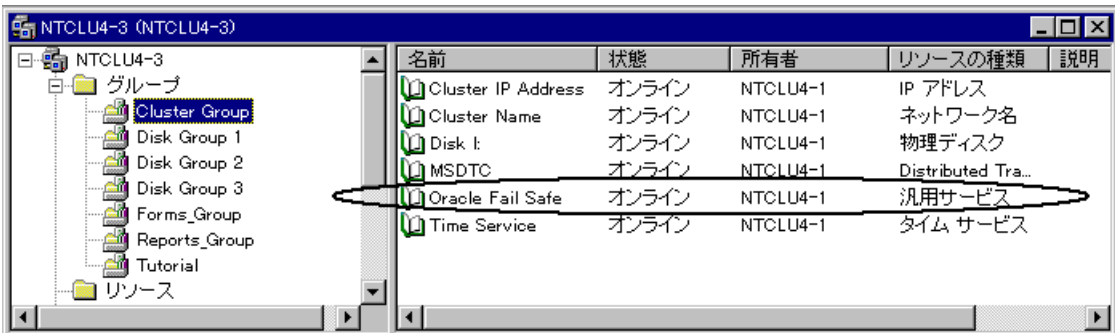 NTCLU4-3 (NTCLU4-3)
NTCLU4-3
グループ
Cluster Group
Disk Group 1
Disk Group 2
Disk Group 3
Forms_Group
Reports_Group
Tutorial
リソース
名前 状態 所有者 リソースの種類 説明
Cluster IP Address オンライン NTCLU4-1 IP アドレス
Cluster Name オンライン NTCLU4-1 ネットワーク名
Disk I: オンライン NTCLU4-1 物理ディスク
MSDTC オンライン NTCLU4-1 Distributed Tra...
Oracle Fail Safe オンライン NTCLU4-1 汎用サービス
Time Service オンライン NTCLU4-1 タイム サービス